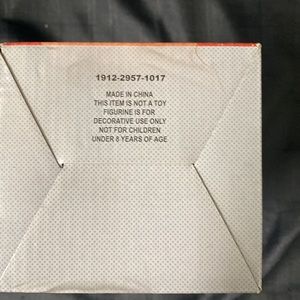 1912-2957-1017
MADE IN CHINA
THIS ITEM IS NOT A TOY
FIGURINE IS FOR
DECORATIVE USE ONLY
NOT FOR CHILDREN
UNDER 8 YEARS OF AGE